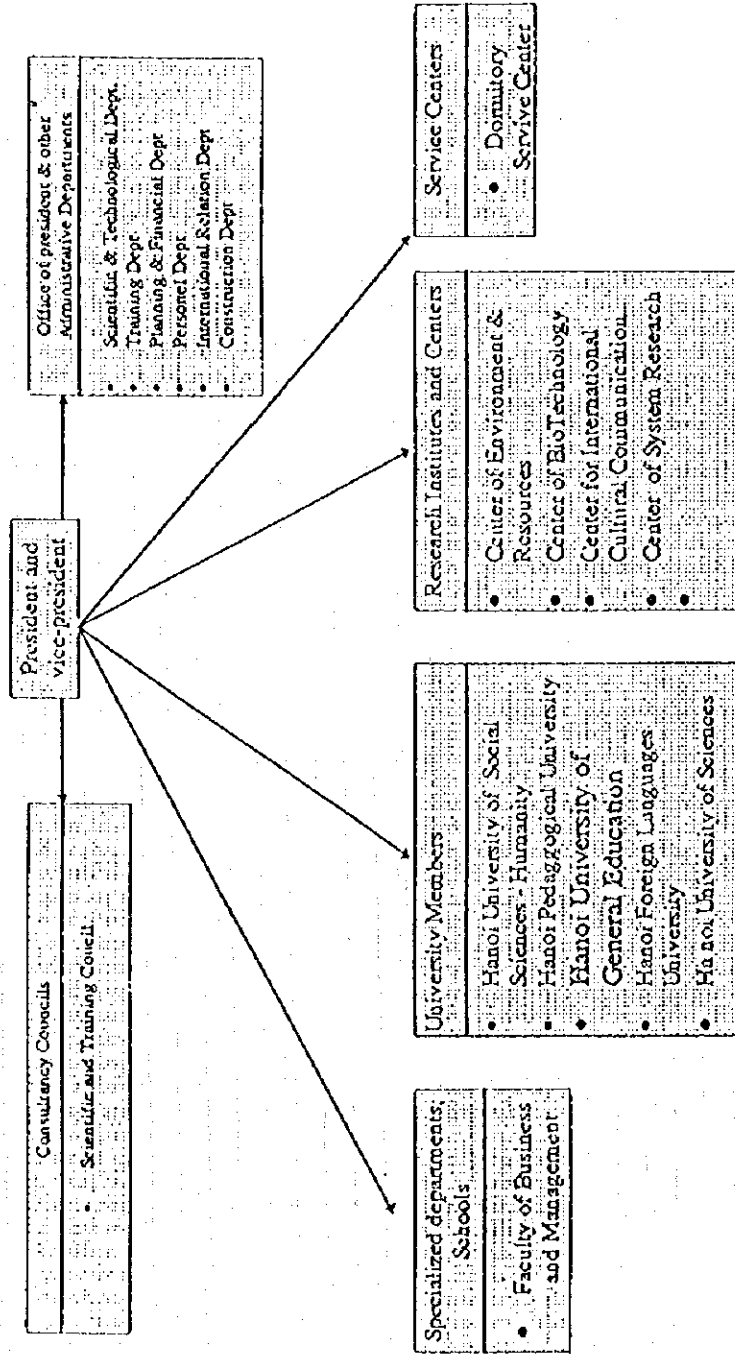 President and
vice-president
Consultancy Councils
• Scientific and Training Coucil
Office of president & other
Administrative Departments
• Scientific & Technological Dept.
• Training Dept
• Planning & Financial Dept
• Personel Dept
• International Relation Dept
• Construction Dept
Specialized departments,
Schools
• Faculty of Business
and Management
University Members
• Hanoi University of Social
Sciences - Humanity
• Hanoi Pedaggogical University
• Hanoi University of
General Education
• Hanoi Foreign Languages
University
• Ha noi University of Sciences
Research Institutes and Centers
• Center of Environment &
Resources
• Center of BioTechnology,
• Center for International
Cultural Communication
• Center of System Research
•
Service Centers
• Dormitory
Servive Center